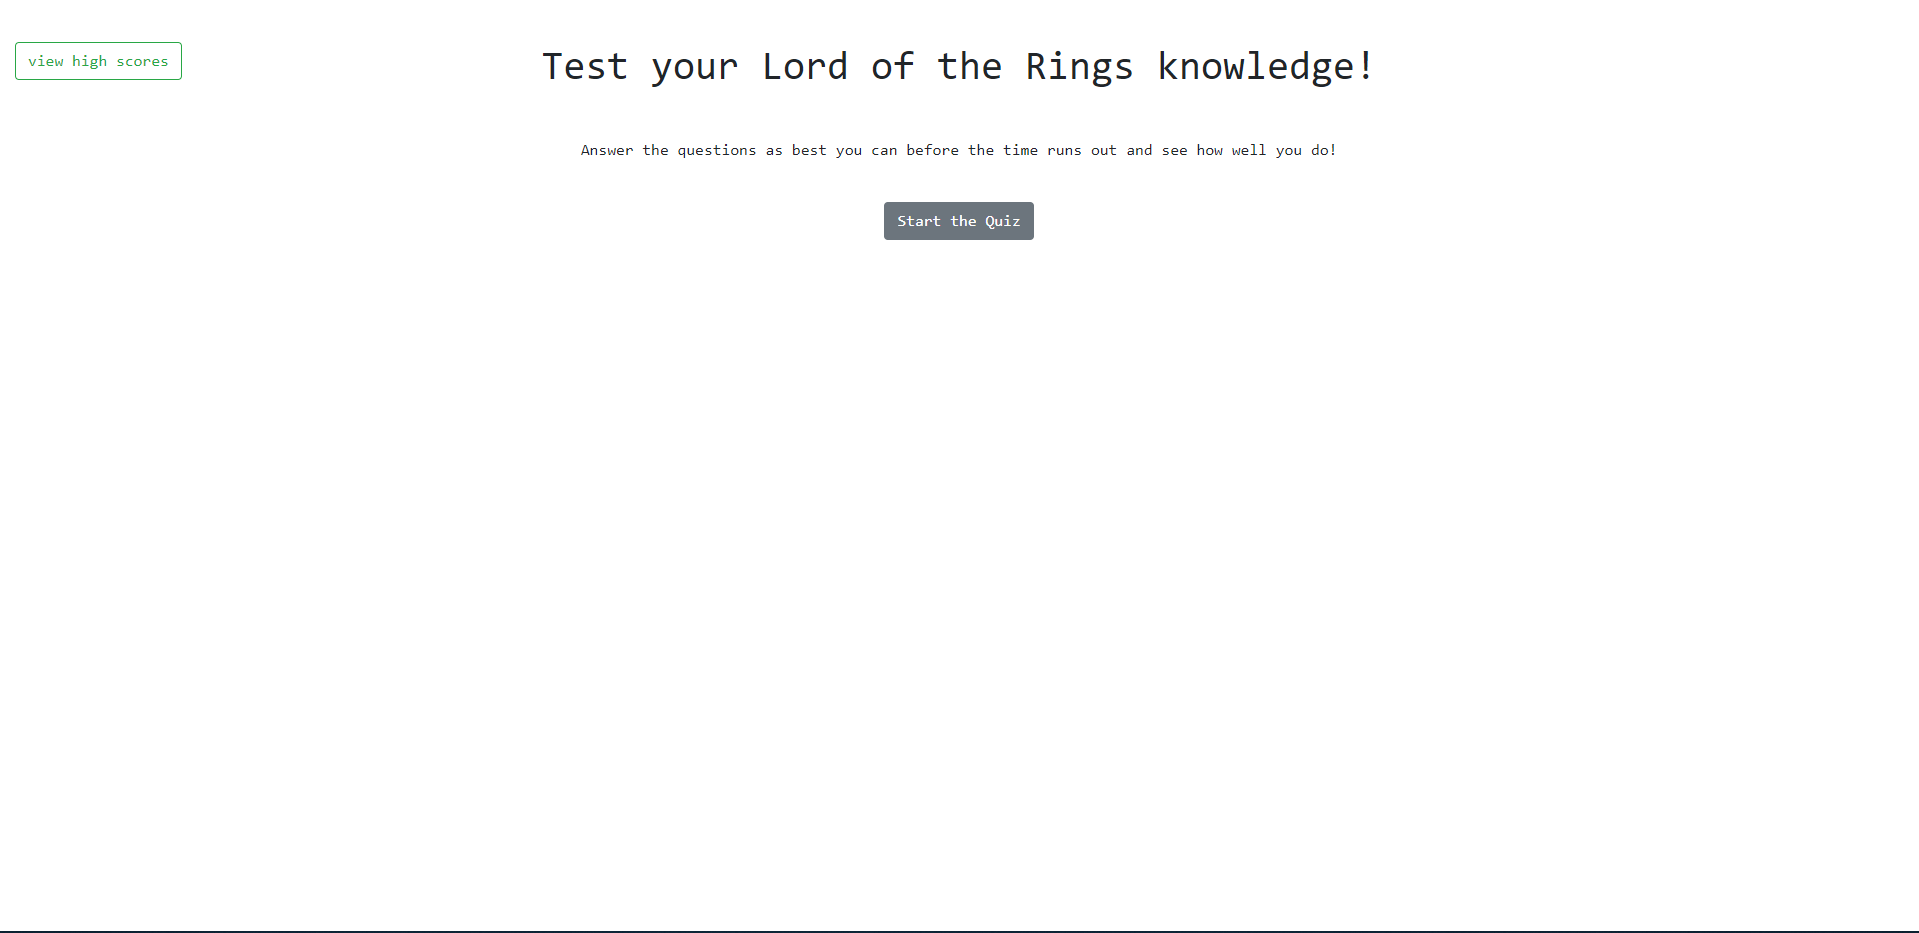 view high scores
Test your Lord of the Rings knowledge!
Answer the questions as best you can before the time runs out and see how well you do!
Start the Quiz